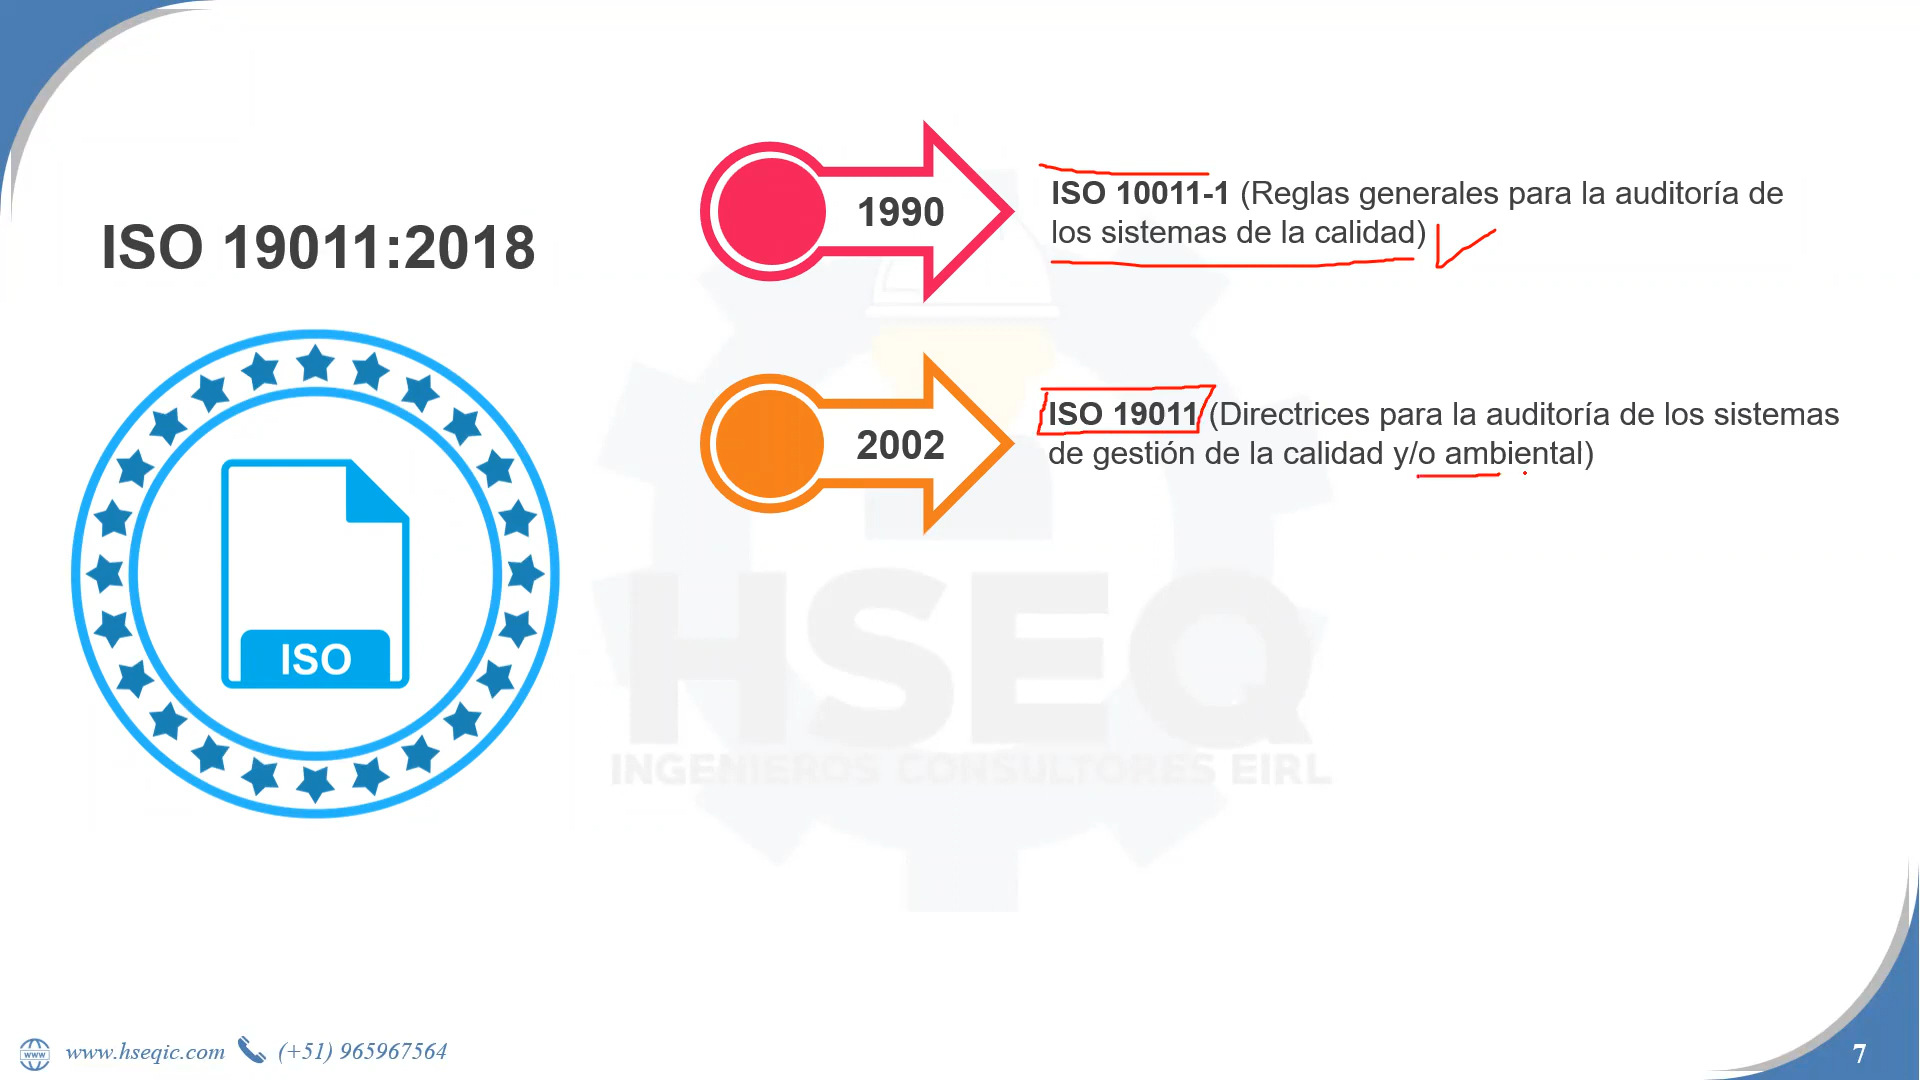 ISO 19011:2018
ISO
1990
ISO 10011-1 (Reglas generales para la auditoría de
los sistemas de la calidad)
2002
ISO 19011 (Directrices para la auditoría de los sistemas
de gestión de la calidad y/o ambiental)
HSEQ
INGENIEROS CONSULTORES EIRL
www
www.hseqic.com (+51) 965967564
7